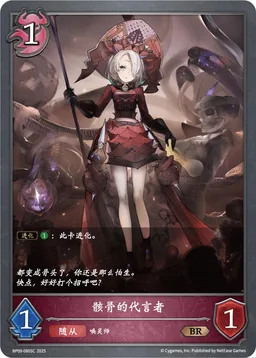 1
进化 1 ：此卡进化。
都变成骨头了，你还是那么怕生。
快点，好好打个招呼吧？
骸骨的代言者
1
随从
唤灵师
BR
1
BP09-080SC 2025
© Cygames, Inc. Published by NetEase Games